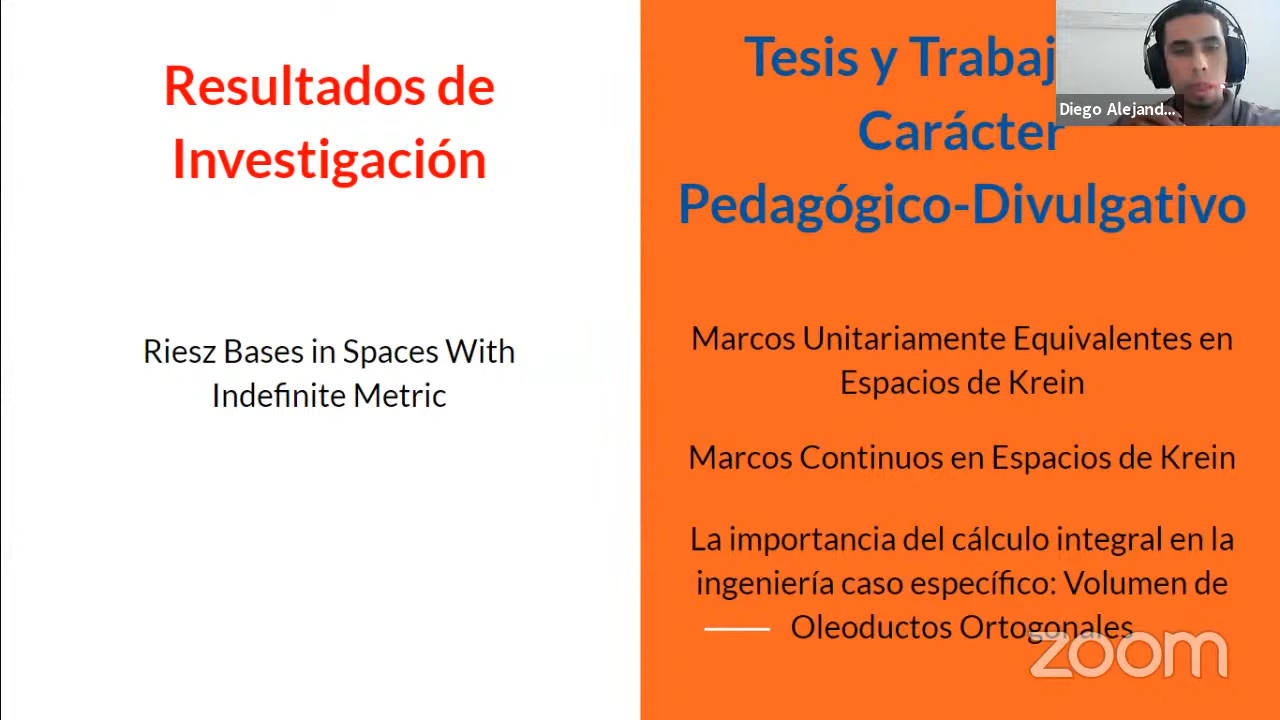 Resultados de
Investigación
Riesz Bases in Spaces With
Indefinite Metric
Tesis y Trabaj
Carácter
Pedagógico-Divulgativo
Marcos Unitariamente Equivalentes en
Espacios de Krein
Marcos Continuos en Espacios de Krein
La importancia del cálculo integral en la
ingeniería caso específico: Volumen de
Oleoductos Ortogonales
Diego Alejand...
zoom